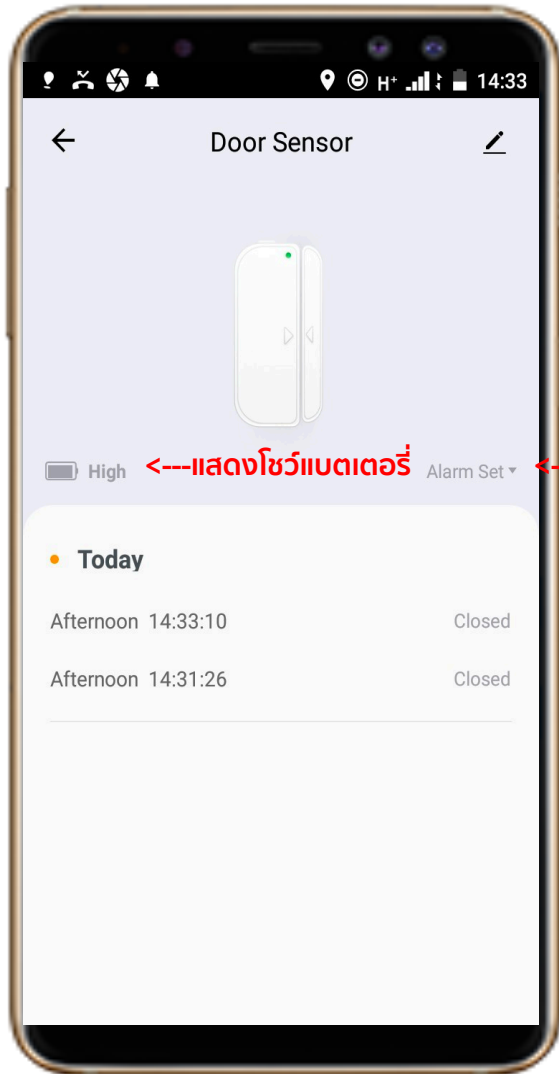 H+ 14:33
Door Sensor
High <---แสดงโชว์แบตเตอรี่ Alarm Set <-
Today
Afternoon 14:33:10 Closed
Afternoon 14:31:26 Closed